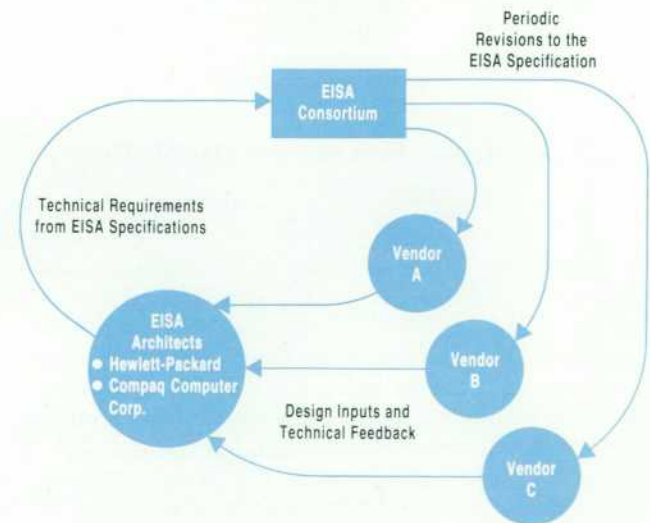 Periodic
Revisions to the
EISA Specification
EISA
Consortium
Technical Requirements
from EISA Specifications
Vendor
A
EISA
Architects
● Hewlett-Packard
● Compaq Computer
Corp.
Vendor
B
Design Inputs and
Technical Feedback
Vendor
C